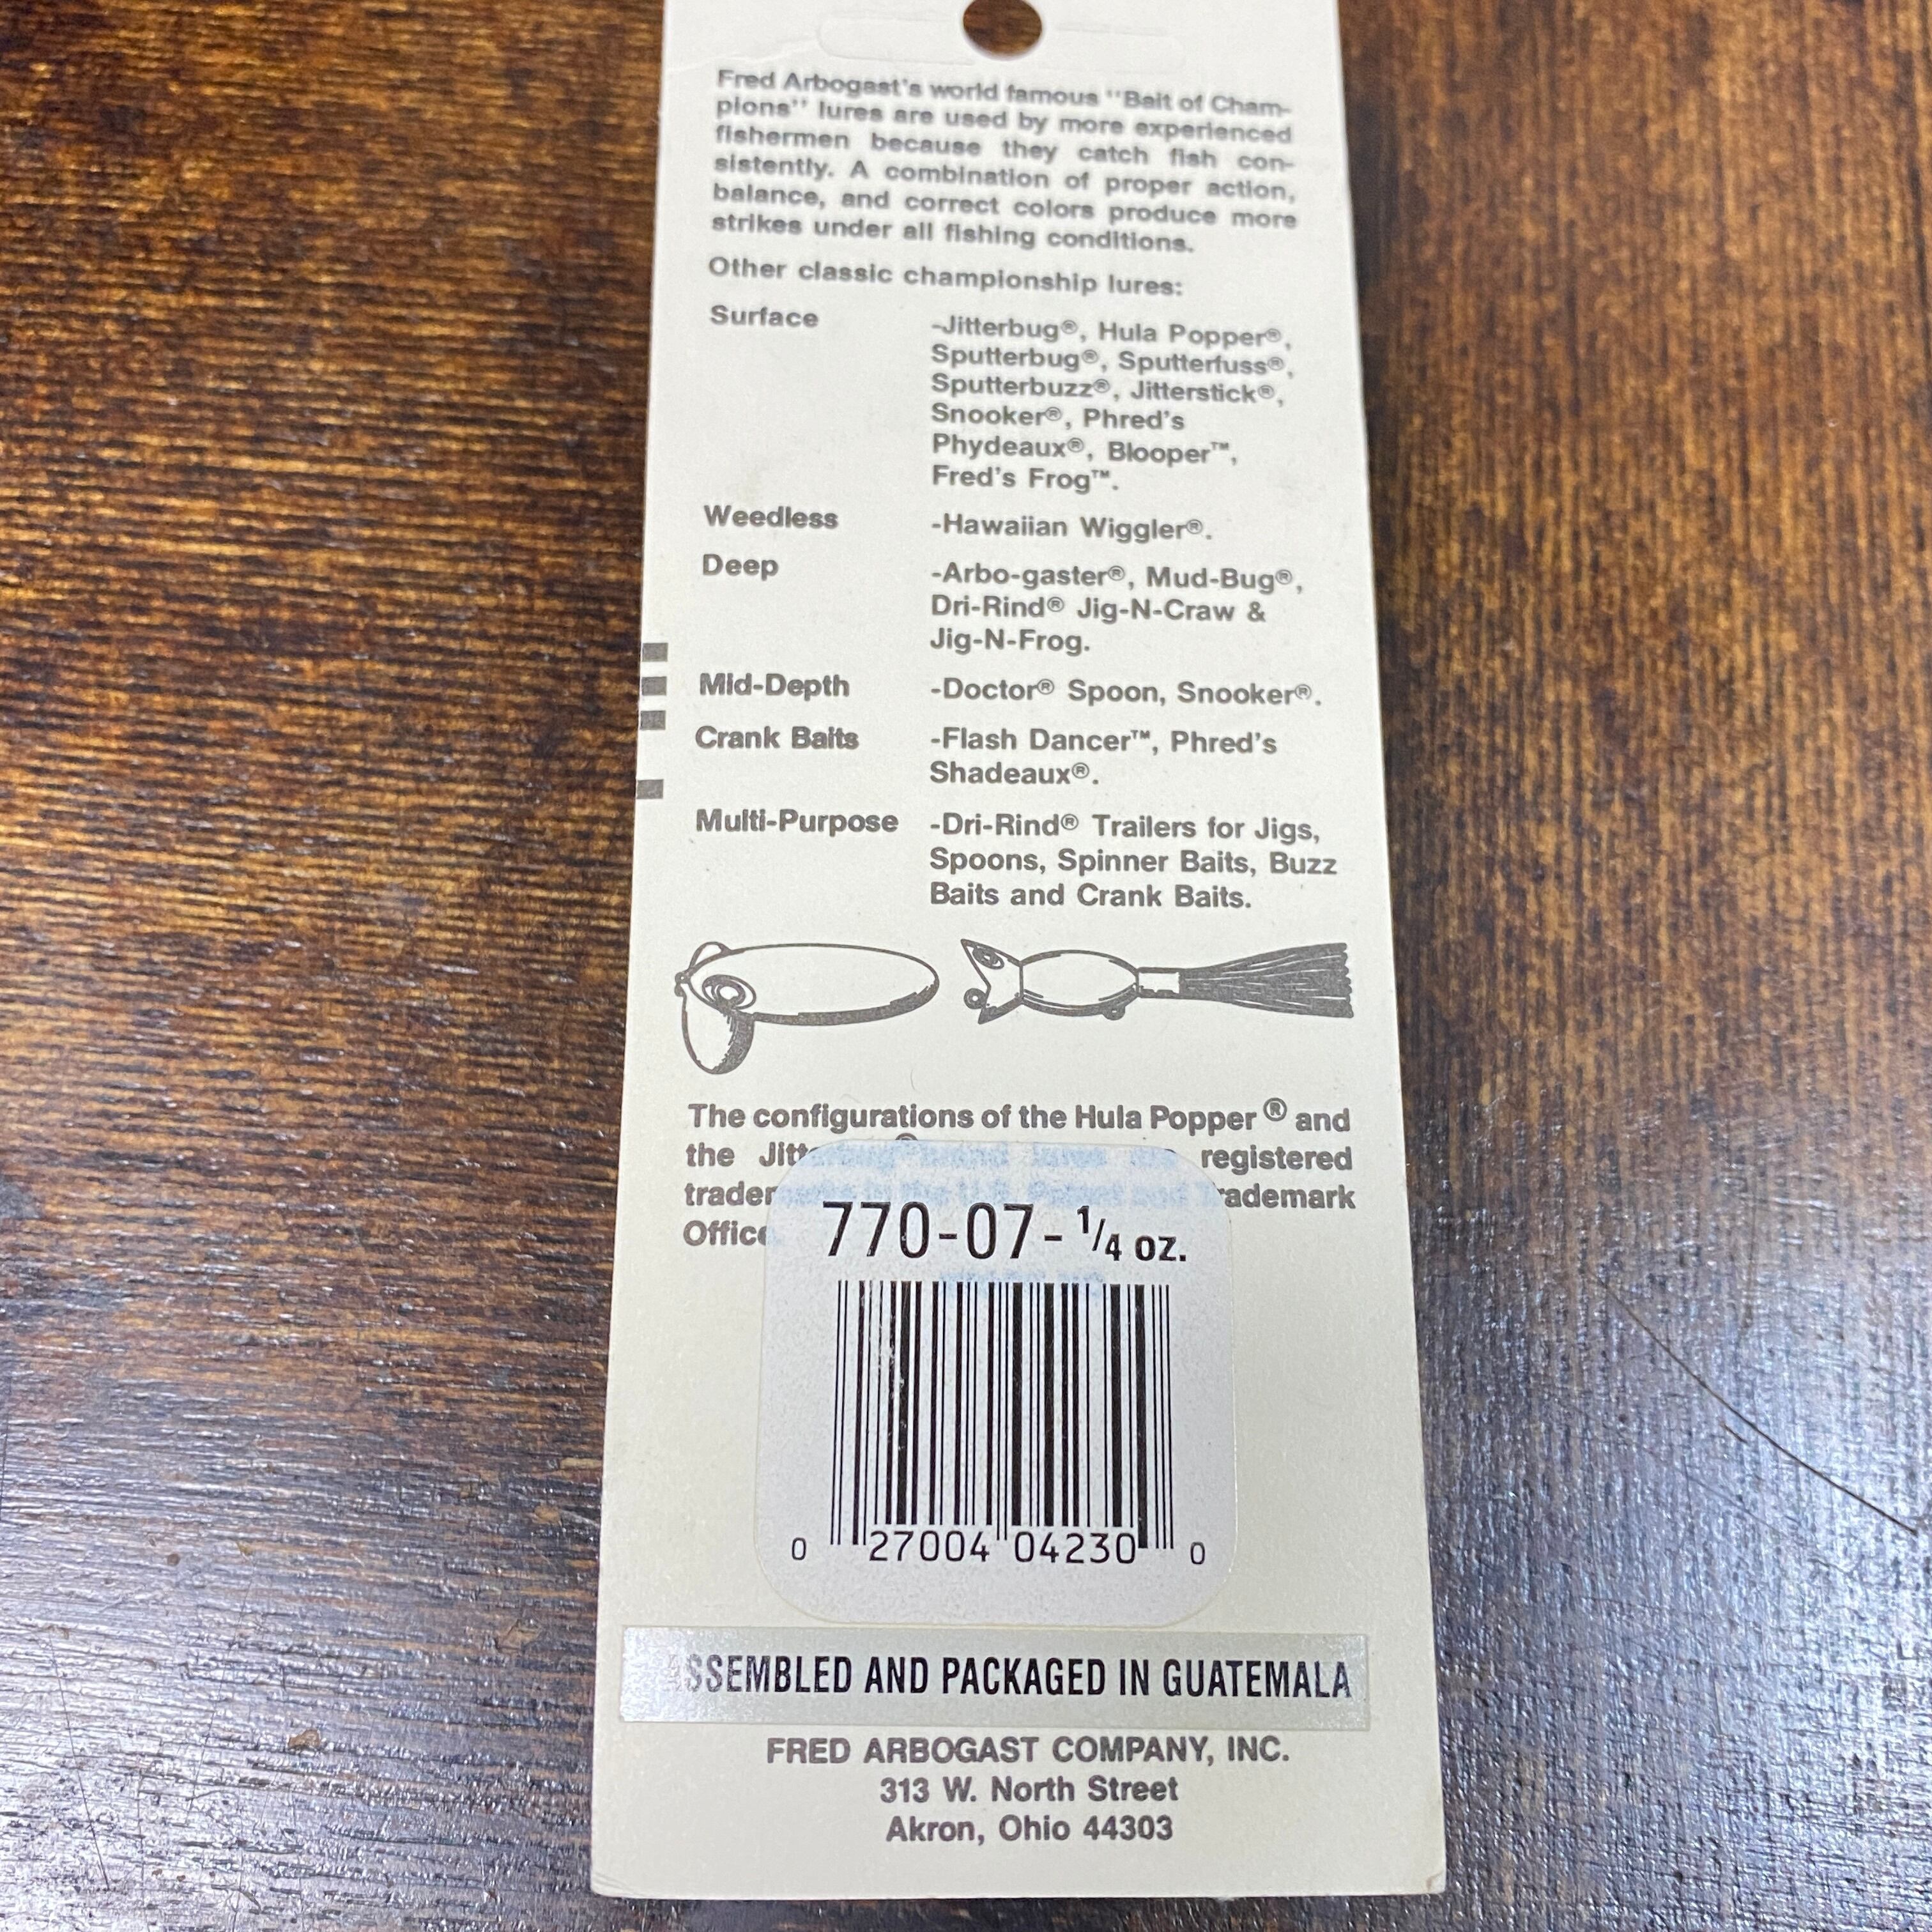 Fred Arbogast's world famous "Bait of Cham-
pions" lures are used by more experienced
fishermen because they catch fish con-
sistently. A combination of proper action,
balance, and correct colors produce more
strikes under all fishing conditions.
Other classic championship lures:
Surface -Jitterbug®, Hula Popper®,
Sputterbug®, Sputterfuss®,
Sputterbuzz®, Jitterstick®,
Snooker®, Phred's
Phydeaux®, Blooper™,
Fred's Frog™.
Weedless -Hawaiian Wiggler®.
Deep -Arbo-gaster®, Mud-Bug®,
Dri-Rind® Jig-N-Craw &
Jig-N-Frog.
Mid-Depth -Doctor® Spoon, Snooker®.
Crank Baits -Flash Dancer™, Phred's
Shadeaux®.
Multi-Purpose -Dri-Rind® Trailers for Jigs,
Spoons, Spinner Baits, Buzz
Baits and Crank Baits.
The configurations of the Hula Popper® and
the Jitterbug® brand lures are registered
trademarks in the U.S. Patent and Trademark
Office
770-07-1/4 oz.
0 27004 04230 0
ASSEMBLED AND PACKAGED IN GUATEMALA
FRED ARBOGAST COMPANY, INC.
313 W. North Street
Akron, Ohio 44303